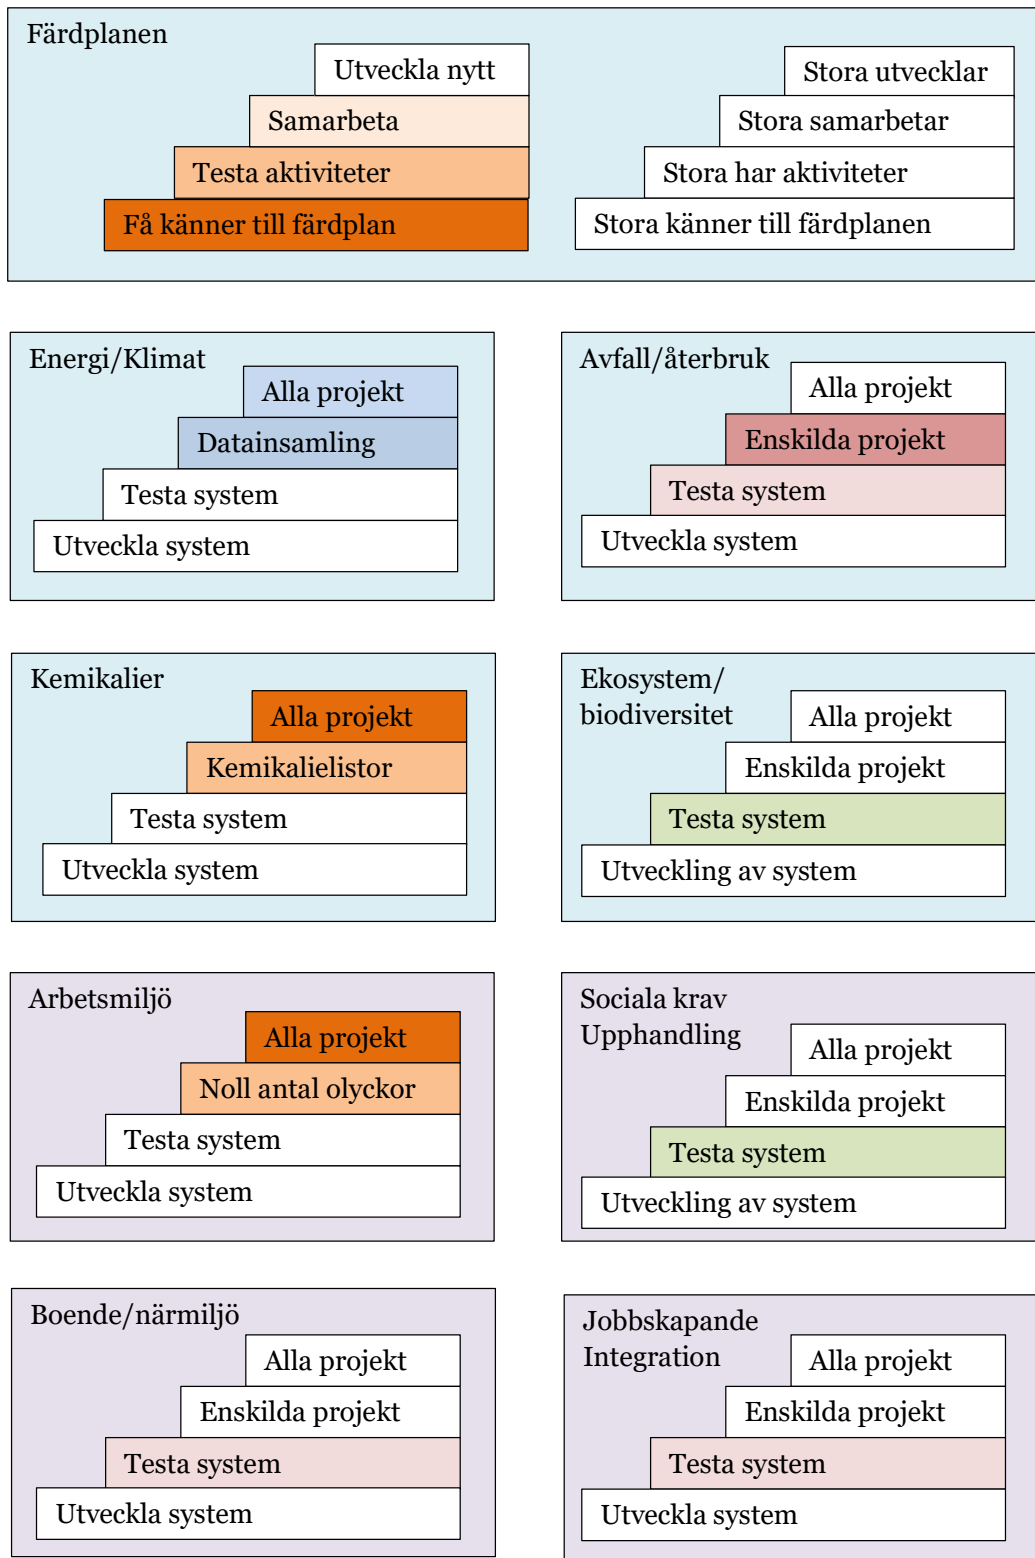 Färdplanen
Utveckla nytt
Samarbeta
Testa aktiviteter
Få känner till färdplan
Stora utvecklar
Stora samarbetar
Stora har aktiviteter
Stora känner till färdplanen
Energi/Klimat
Alla projekt
Datainsamling
Testa system
Utveckla system
Avfall/återbruk
Alla projekt
Enskilda projekt
Testa system
Utveckla system
Kemikalier
Alla projekt
Kemikalielistor
Testa system
Utveckla system
Ekosystem/
biodiversitet
Alla projekt
Enskilda projekt
Testa system
Utveckling av system
Arbetsmiljö
Alla projekt
Noll antal olyckor
Testa system
Utveckla system
Sociala krav
Upphandling
Alla projekt
Enskilda projekt
Testa system
Utveckling av system
Boende/närmiljö
Alla projekt
Enskilda projekt
Testa system
Utveckla system
Jobbskapande
Integration
Alla projekt
Enskilda projekt
Testa system
Utveckla system